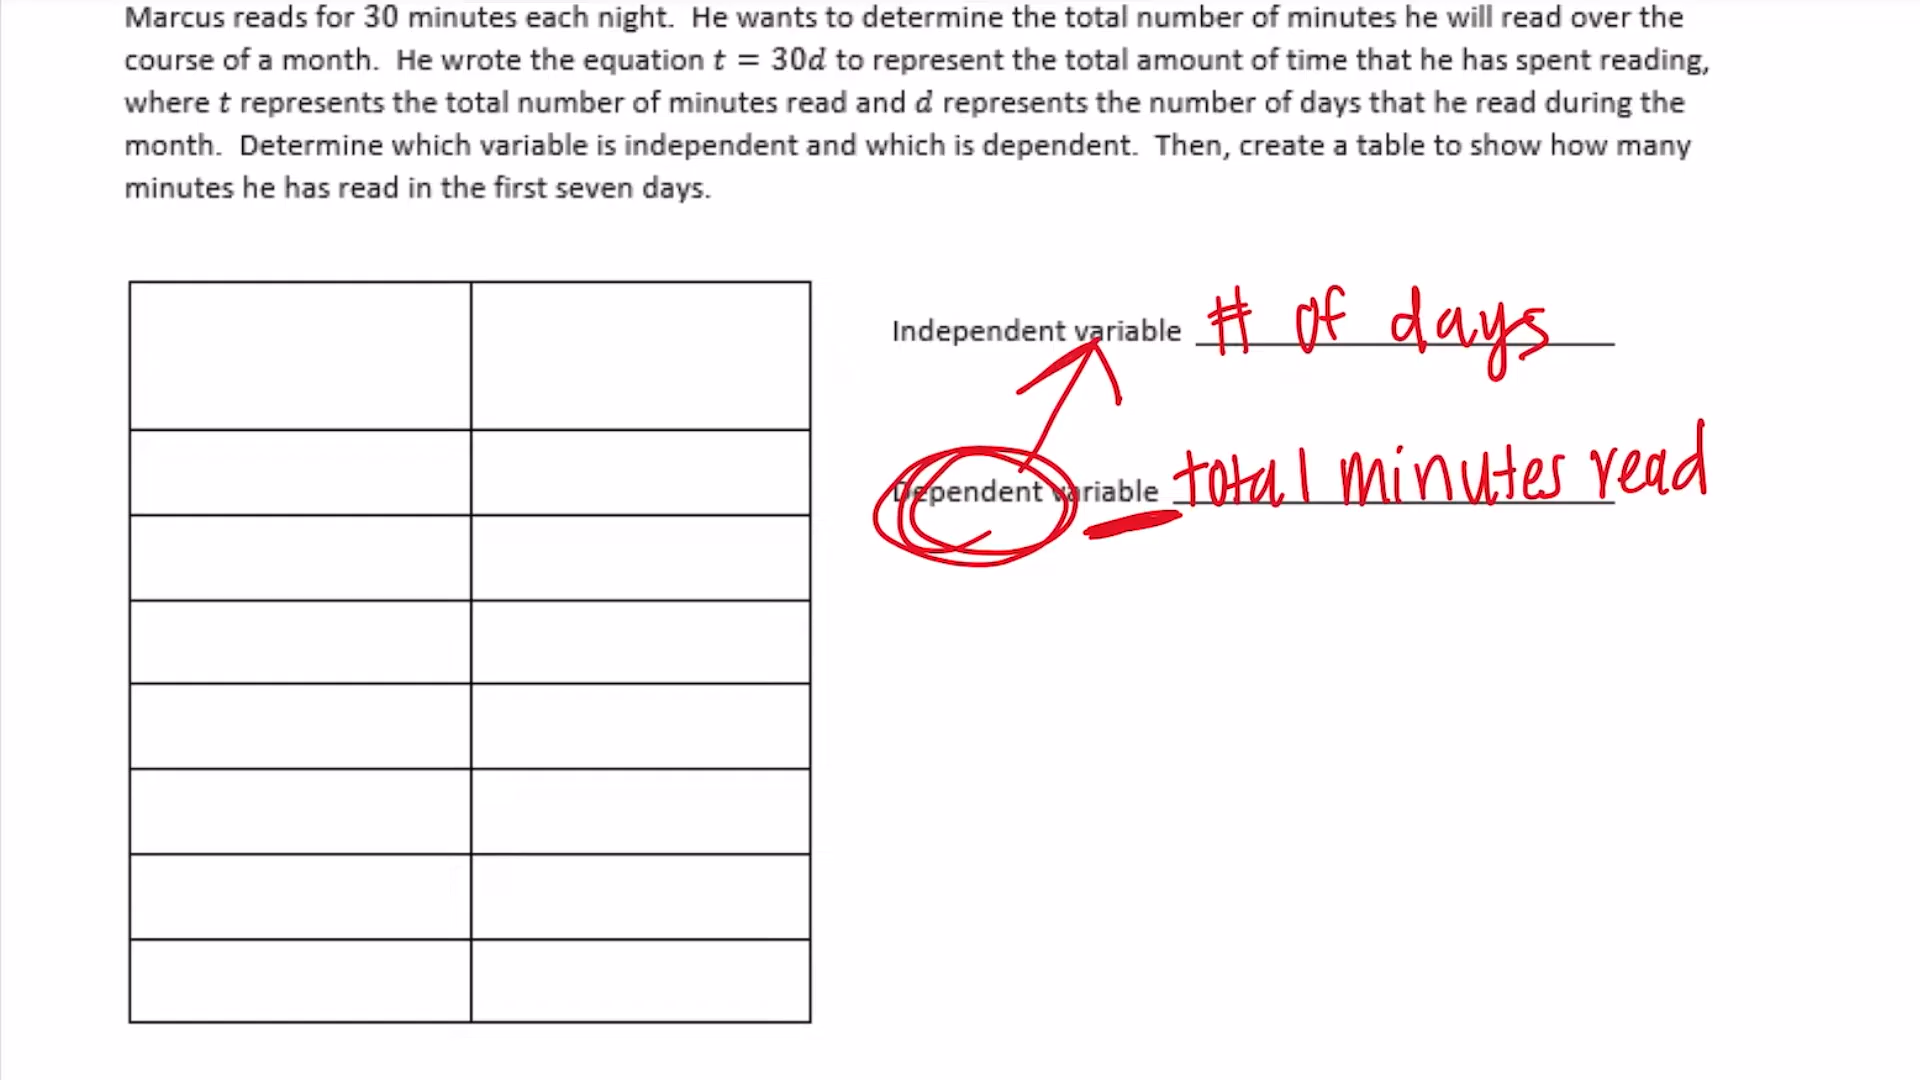 Marcus reads for 30 minutes each night. He wants to determine the total number of minutes he will read over the
course of a month. He wrote the equation t = 30d to represent the total amount of time that he has spent reading,
where t represents the total number of minutes read and d represents the number of days that he read during the
month. Determine which variable is independent and which is dependent. Then, create a table to show how many
minutes he has read in the first seven days.
Independent variable # of days
Dependent variable total minutes read